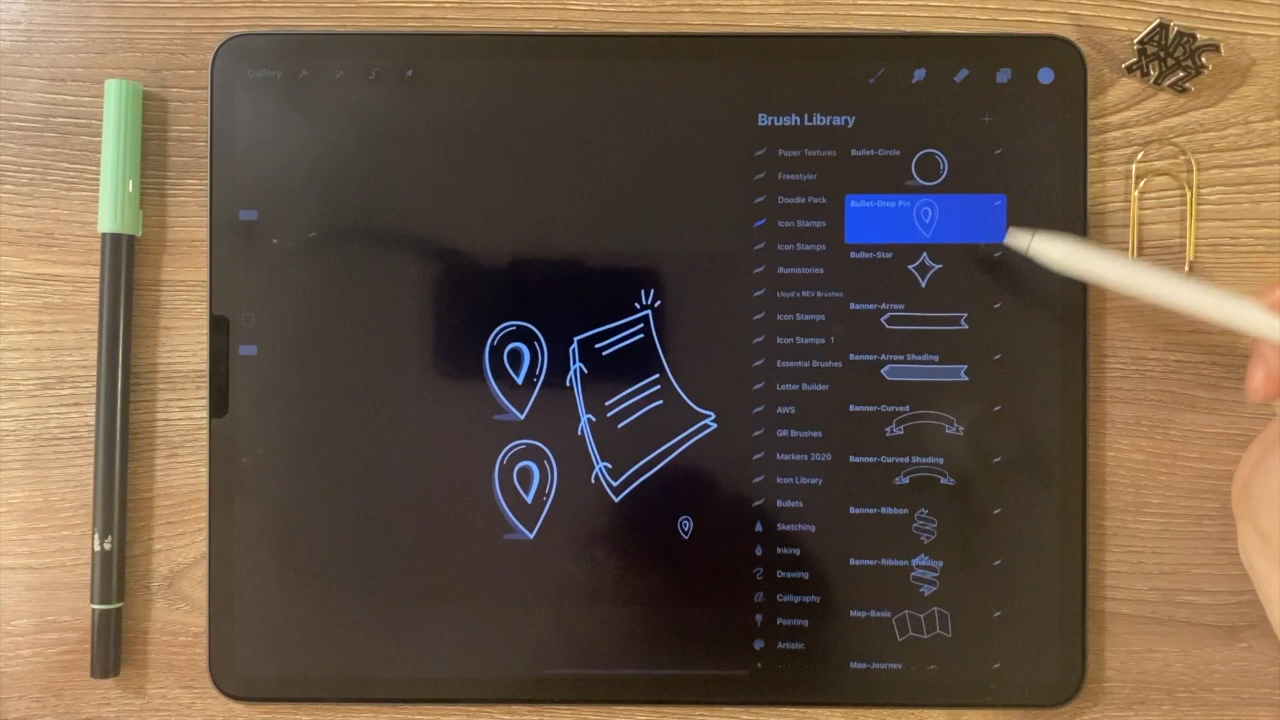 Gallery
Brush Library
Paper Textures
Freestyler
Doodle Pack
Icon Stamps
Icon Stamps
illumistories
Lloyd's REV Brushes
Icon Stamps
Icon Stamps 1
Essential Brushes
Letter Builder
AWS
GR Brushes
Markers 2020
Icon Library
Bullets
Sketching
Inking
Drawing
Calligraphy
Painting
Artistic
Bullet-Circle
Bullet-Drop Pin
Bullet-Star
Banner-Arrow
Banner-Arrow Shading
Banner-Curved
Banner-Curved Shading
Banner-Ribbon
Banner-Ribbon Shading
Map-Basic
Map-Journey
ABC
XYZ